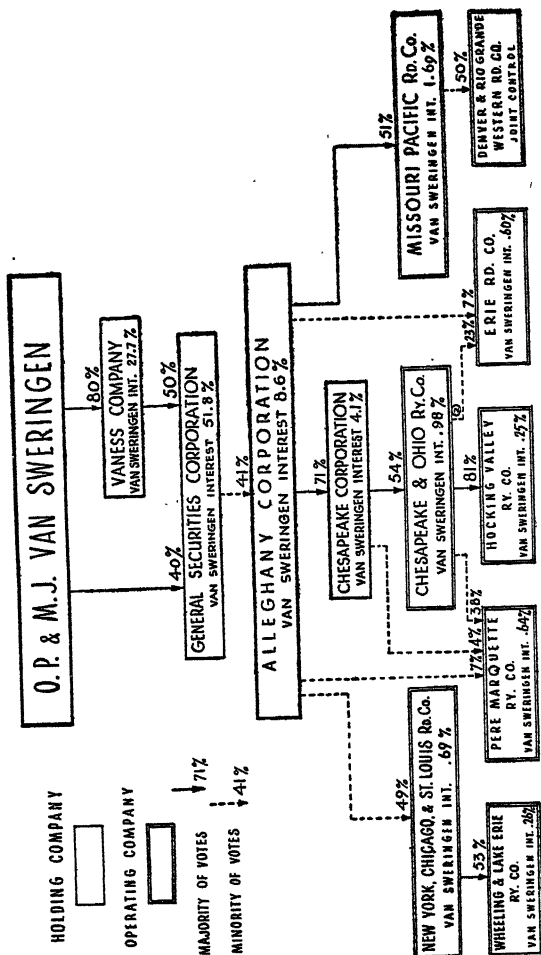 O.P. & M.J. VAN SWERINGEN
80%
VANESS COMPANY
VAN SWERINGEN INT. 27.7%
40%
50%
GENERAL SECURITIES CORPORATION
VAN SWERINGEN INTEREST 51.8%
41%
ALLEGHANY CORPORATION
VAN SWERINGEN INTEREST 8.6%
71%
CHESAPEAKE CORPORATION
VAN SWERINGEN INTEREST 4.1%
54%
CHESAPEAKE & OHIO RY. CO.
VAN SWERINGEN INT. .98%
51%
MISSOURI PACIFIC RD. CO.
VAN SWERINGEN INT. 1.69%
49%
NEW YORK, CHICAGO, & ST. LOUIS RD. CO.
VAN SWERINGEN INT. .69%
53%
WHEELING & LAKE ERIE
RY. CO.
VAN SWERINGEN INT. .26%
7%
4%
38%
PERE MARQUETTE
RY. CO.
VAN SWERINGEN INT. .64%
81%
HOCKING VALLEY
RY. CO.
VAN SWERINGEN INT. .25%
23%
7%
ERIE RD. CO.
VAN SWERINGEN INT. .60%
50%
DENVER & RIO GRANDE
WESTERN RD. CO.
JOINT CONTROL
HOLDING COMPANY
OPERATING COMPANY
MAJORITY OF VOTES
71%
MINORITY OF VOTES
41%